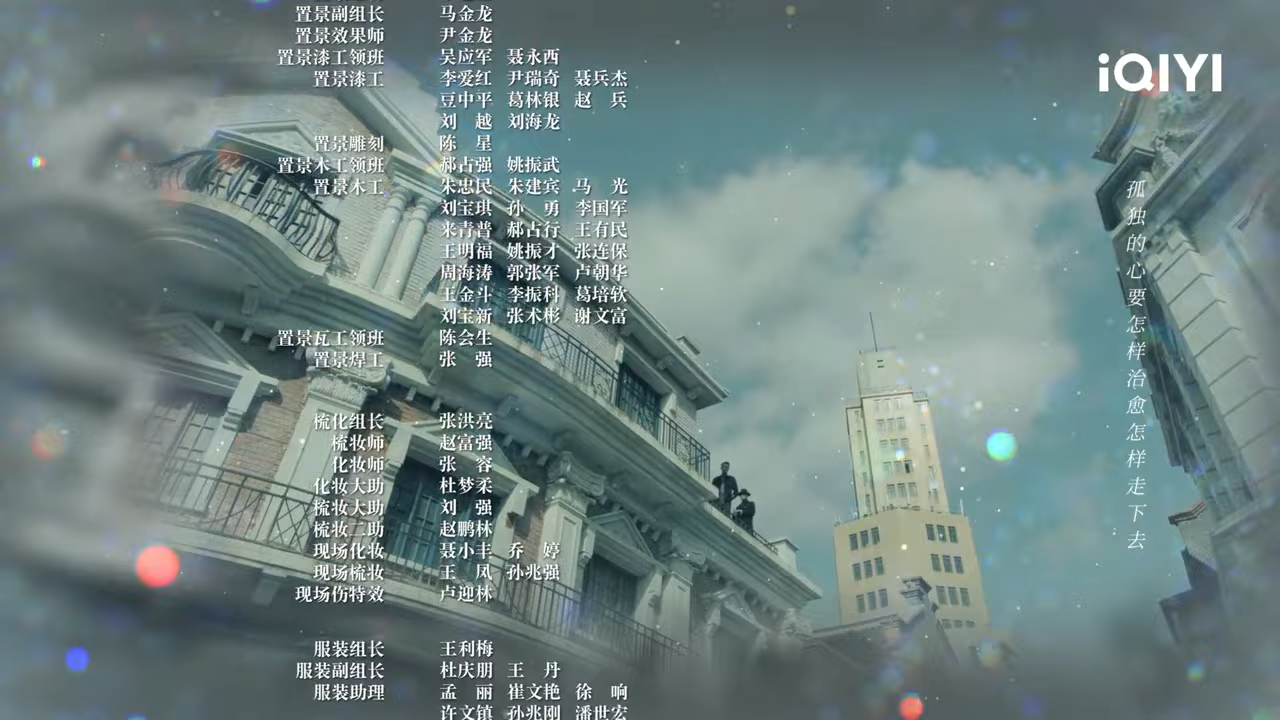 置景副组长 马金龙
置景效果师 尹金龙
置景漆工领班 吴应军 聂永西
置景漆工 李爱红 尹瑞奇 聂兵杰
豆中平 葛林银 赵 兵
刘 越 刘海龙
置景雕刻 陈 星
置景木工领班 郝古强 姚振武
置景木工 朱忠民 朱建宾 马 光
刘宝琪 孙 勇 李国军
来青普 郝古行 王有民
王明福 姚振才 张连保
周海涛 郭张军 卢朝华
王金斗 李振科 葛培软
刘宝新 张术彬 谢文富
置景瓦工领班 陈会生
置景焊工 张 强
梳化组长 张洪亮
梳妆师 赵富强
化妆师 张 容
化妆大助 杜梦柔
梳妆大助 刘 强
梳妆二助 赵鹏林
现场化妆 聂小丰 乔 婷
现场梳妆 王 凤 孙兆强
现场伤特效 卢迎林
服装组长 王利梅
服装副组长 杜庆朋 王 丹
服装助理 孟 丽 崔文艳 徐 响
许文镇 孙兆刚 潘世宏
iQIYI
孤独的心要怎样治愈怎样走下去